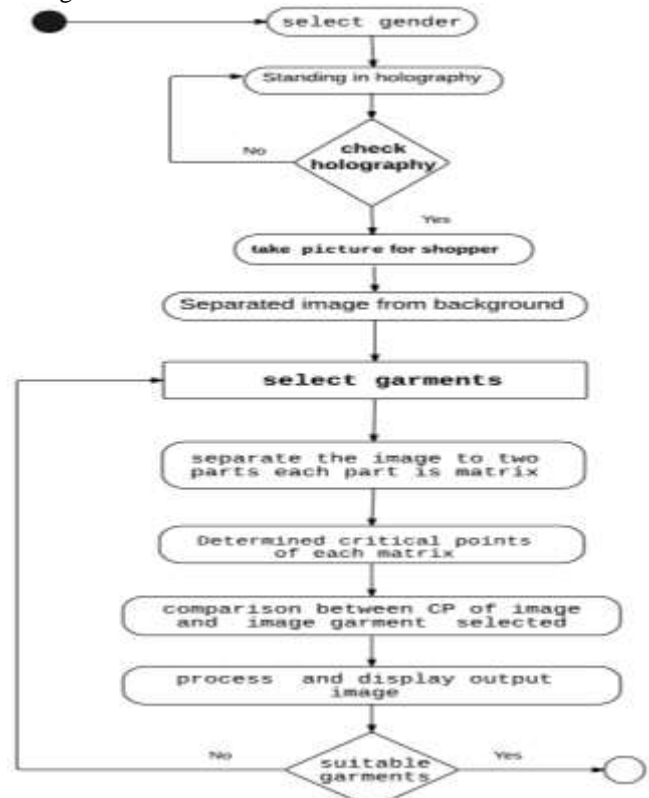 select gender
Standing in holography
check
holography
No
Yes
take picture for shopper
Separated image from background
select garments
separate the image to two
parts each part is matrix
Determined critical points
of each matrix
comparison between CP of image
and image garment selected
process and display output
image
No
Yes
suitable
garments